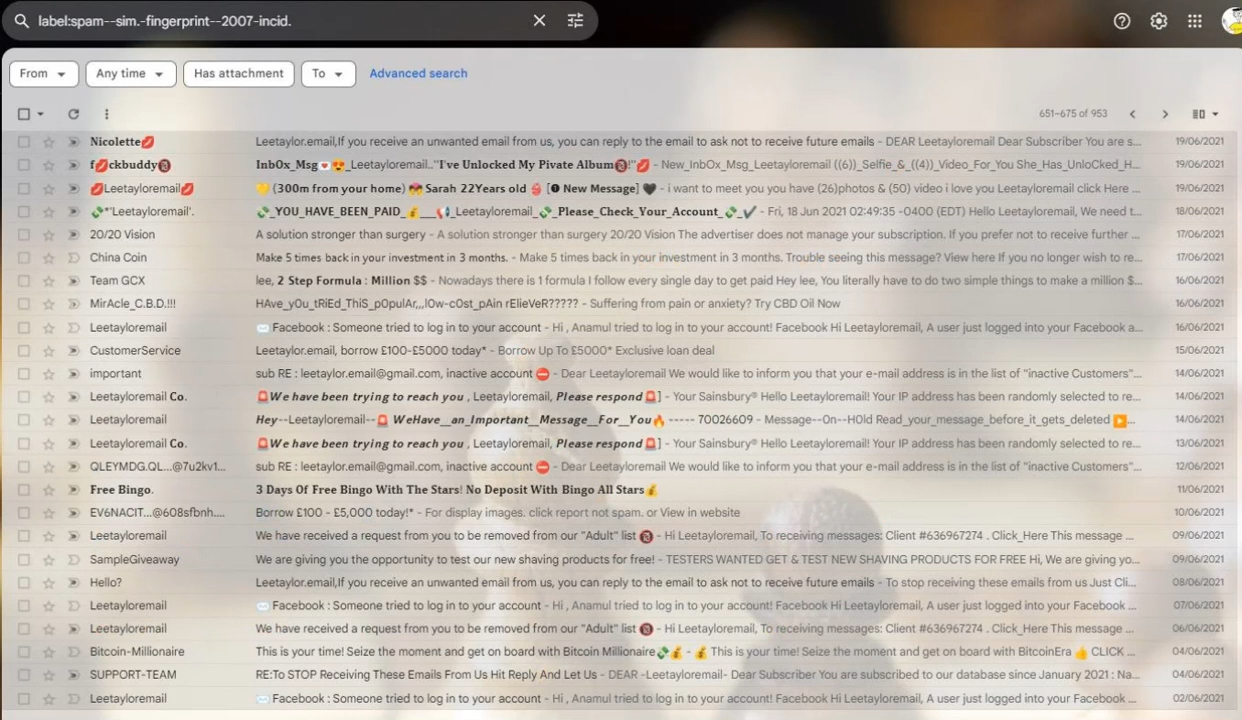 label:spam--sim.-fingerprint--2007-incid.
From Any time Has attachment To Advanced search
651–675 of 953
Nicolette💋 Leetaylor.email,If you receive an unwanted email from us, you can reply to the email to ask not to receive future emails - DEAR Leetayloremail Dear Subscriber You are s... 19/06/2021
f💋ckbuddy🔞 InbOx_Msg💌😍_Leetayloremail.."I've Unlocked My Pivate Album🔞!"💋 - New_InbOx_Msg_Leetayloremail ((6))_Selfie_&_((4))_Video_For_You She_Has_UnloCked_H... 19/06/2021
💋Leetayloremail💋 💛 (300m from your home) 💏 Sarah 22Years old 👙 [❶ New Message] 🖤 - i want to meet you you have (26)photos & (50) video i love you Leetayloremail click Here ... 19/06/2021
💸*'Leetayloremail'. 💸_YOU_HAVE_BEEN_PAID_💰___📢_Leetayloremail_💸_Please_Check_Your_Account_💸_✔️ - Fri, 18 Jun 2021 02:49:35 -0400 (EDT) Hello Leetayloremail, We need t... 18/06/2021
20/20 Vision A solution stronger than surgery - A solution stronger than surgery 20/20 Vision The advertiser does not manage your subscription. If you prefer not to receive further ... 17/06/2021
China Coin Make 5 times back in your investment in 3 months. - Make 5 times back in your investment in 3 months. Trouble seeing this message? View here If you no longer wish to re... 17/06/2021
Team GCX lee, 2 Step Formula : Million $$ - Nowadays there is 1 formula I follow every single day to get paid Hey lee, You literally have to do two simple things to make a million $... 16/06/2021
MirAcle_C.B.D.!!! HAve_y0u_tRiEd_ThiS_p0pulAr,,,lOw-cOst_pAin rElieVeR????? - Suffering from pain or anxiety? Try CBD Oil Now 16/06/2021
Leetayloremail ✉️ Facebook : Someone tried to log in to your account - Hi , Anamul tried to log in to your account! Facebook Hi Leetayloremail, A user just logged into your Facebook a... 16/06/2021
CustomerService Leetaylor.email, borrow £100-£5000 today* - Borrow Up To £5000* Exclusive loan deal 15/06/2021
important sub RE : leetaylor.email@gmail.com, inactive account ⛔ - Dear Leetayloremail We would like to inform you that your e-mail address is in the list of "inactive Customers"... 14/06/2021
Leetayloremail Co. 🚨We have been trying to reach you , Leetayloremail, Please respond🚨] - Your Sainsbury® Hello Leetayloremail! Your IP address has been randomly selected to re... 14/06/2021
Leetayloremail Hey--Leetayloremail--🚨 WeHave__an_Important__Message__For__You🔥 ----- 70026609 - Message--On--HOld Read_your_message_before_it_gets_deleted ▶️ ... 14/06/2021
Leetayloremail Co. 🚨We have been trying to reach you , Leetayloremail, Please respond🚨] - Your Sainsbury® Hello Leetayloremail! Your IP address has been randomly selected to re... 13/06/2021
QLEYMDG.QL...@7u2kv1... sub RE : leetaylor.email@gmail.com, inactive account ⛔ - Dear Leetayloremail We would like to inform you that your e-mail address is in the list of "inactive Customers"... 12/06/2021
Free Bingo. 3 Days Of Free Bingo With The Stars! No Deposit With Bingo All Stars💰 11/06/2021
EV6NACIT...@608sfbnh.... Borrow £100 - £5,000 today!* - For display images. click report not spam. or View in website 10/06/2021
Leetayloremail We have received a request from you to be removed from our "Adult" list 🔞 - Hi Leetayloremail, To receiving messages: Client #636967274 . Click_Here This message ... 09/06/2021
SampleGiveaway We are giving you the opportunity to test our new shaving products for free! - TESTERS WANTED GET & TEST NEW SHAVING PRODUCTS FOR FREE Hi, We are giving yo... 09/06/2021
Hello? Leetaylor.email,If you receive an unwanted email from us, you can reply to the email to ask not to receive future emails - To stop receiving these emails from us Just Cli... 08/06/2021
Leetayloremail ✉️ Facebook : Someone tried to log in to your account - Hi , Anamul tried to log in to your account! Facebook Hi Leetayloremail, A user just logged into your Facebook ... 07/06/2021
Leetayloremail We have received a request from you to be removed from our "Adult" list 🔞 - Hi Leetayloremail, To receiving messages: Client #636967274 . Click_Here This message ... 06/06/2021
Bitcoin-Millionaire This is your time! Seize the moment and get on board with Bitcoin Millionaire💸💰 - 💰 This is your time! Seize the moment and get on board with BitcoinEra 👍 CLICK ... 04/06/2021
SUPPORT-TEAM RE:To STOP Receiving These Emails From Us Hit Reply And Let Us - DEAR -Leetayloremail- Dear Subscriber You are subscribed to our database since January 2021 : Na... 04/06/2021
Leetayloremail ✉️ Facebook : Someone tried to log in to your account - Hi , Anamul tried to log in to your account! Facebook Hi Leetayloremail, A user just logged into your Facebook ... 02/06/2021